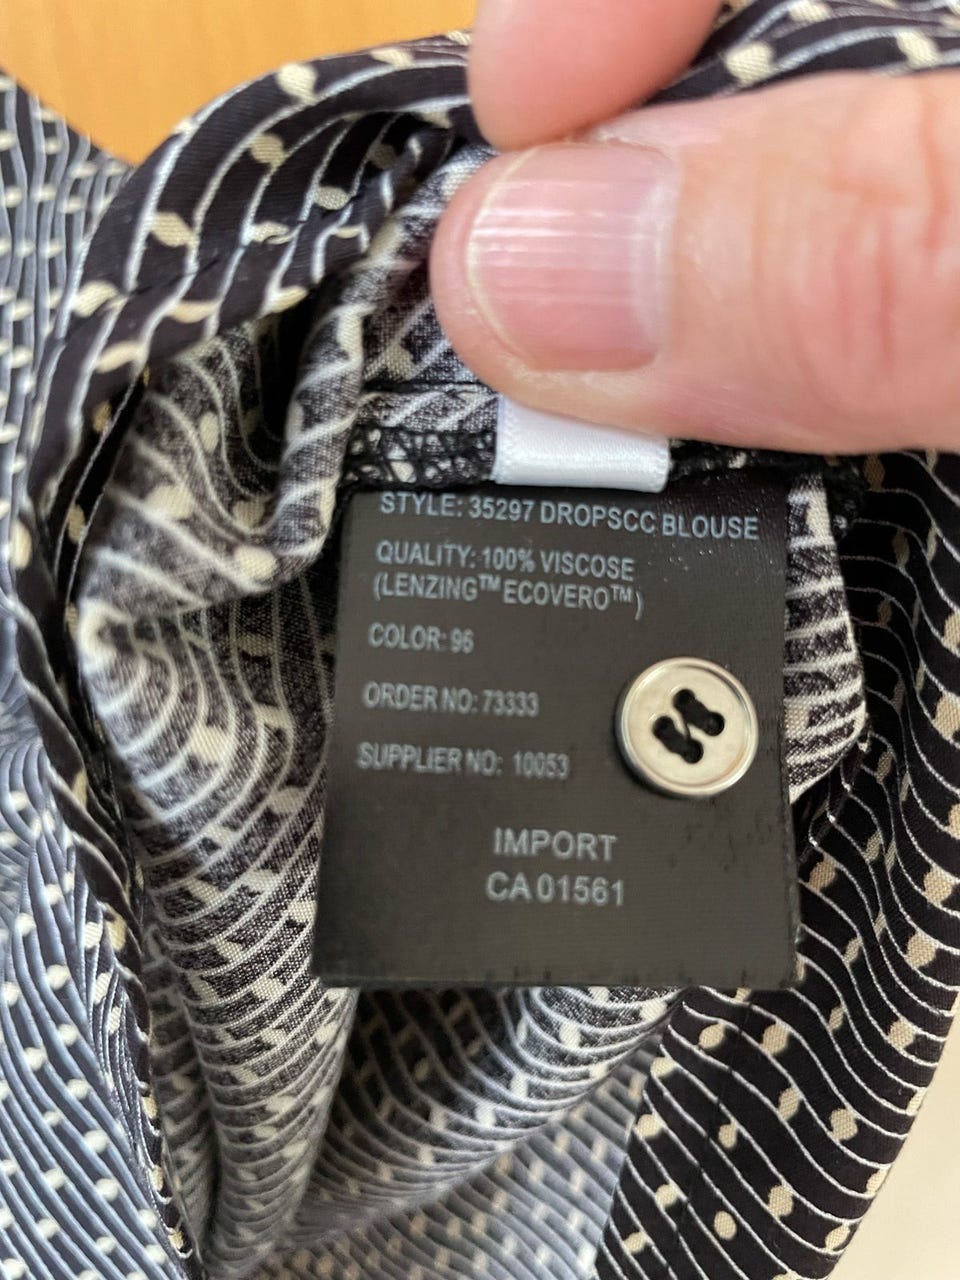 STYLE: 35297 DROPSCC BLOUSE
QUALITY: 100% VISCOSE
(LENZING™ ECOVERO™)
COLOR: 96
ORDER NO: 73333
SUPPLIER NO: 10053
IMPORT
CA 01561